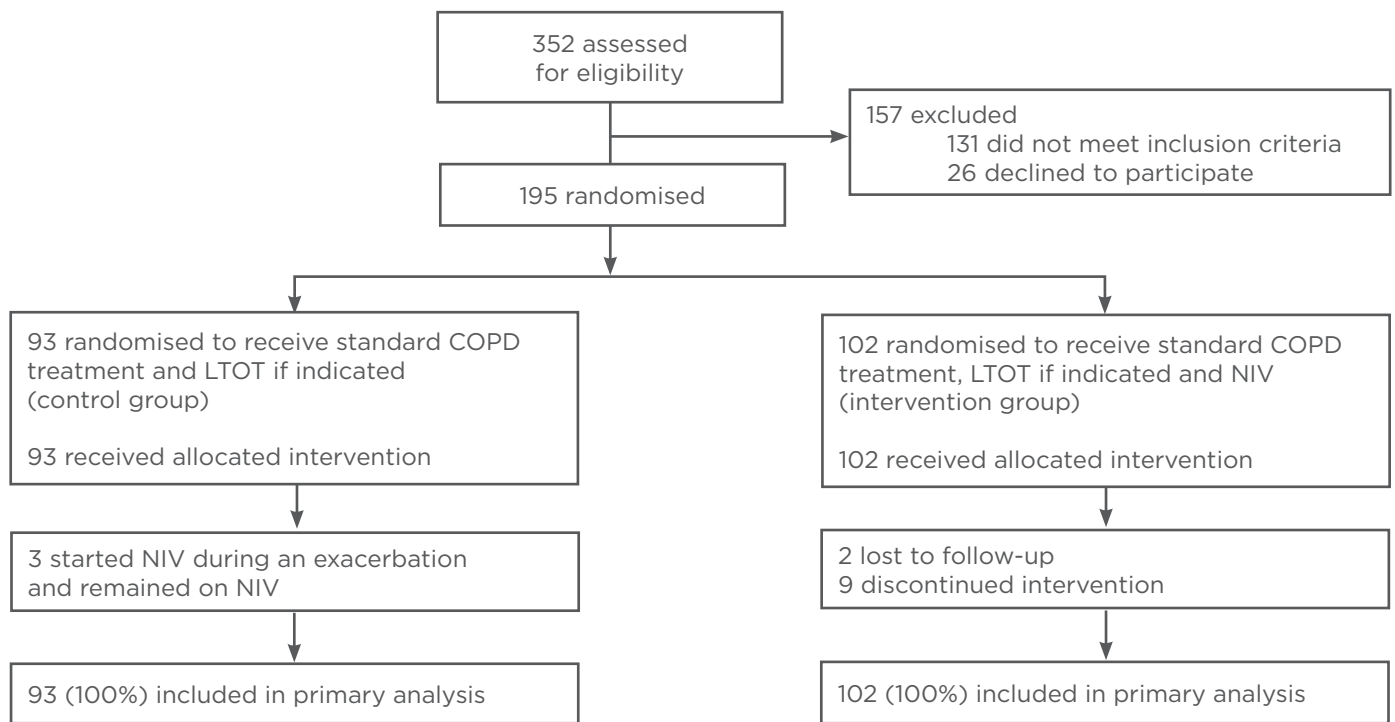 352 assessed
for eligibility
157 excluded
131 did not meet inclusion criteria
26 declined to participate
195 randomised
93 randomised to receive standard COPD
treatment and LTOT if indicated
(control group)
93 received allocated intervention
102 randomised to receive standard COPD
treatment, LTOT if indicated and NIV
(intervention group)
102 received allocated intervention
3 started NIV during an exacerbation
and remained on NIV
2 lost to follow-up
9 discontinued intervention
93 (100%) included in primary analysis
102 (100%) included in primary analysis